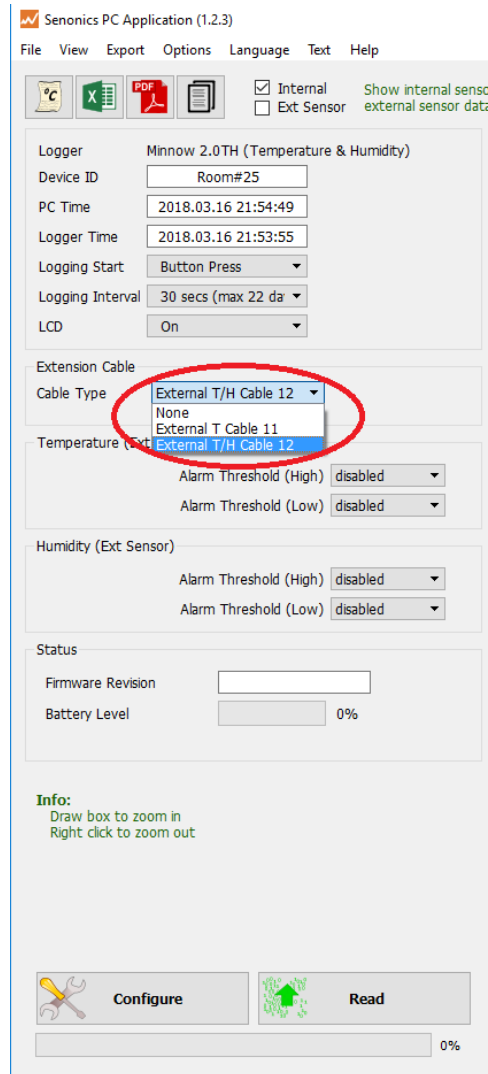 Senonics PC Application (1.2.3)
File View Export Options Language Text Help
°C
X
PDF
Internal
Ext Sensor
Show internal senso
external sensor data
Logger Minnow 2.0TH (Temperature & Humidity)
Device ID Room#25
PC Time 2018.03.16 21:54:49
Logger Time 2018.03.16 21:53:55
Logging Start Button Press
Logging Interval 30 secs (max 22 da
LCD On
Extension Cable
Cable Type External T/H Cable 12
None
External T Cable 11
External T/H Cable 12
Temperature (Ext
Alarm Threshold (High) disabled
Alarm Threshold (Low) disabled
Humidity (Ext Sensor)
Alarm Threshold (High) disabled
Alarm Threshold (Low) disabled
Status
Firmware Revision
Battery Level 0%
Info:
Draw box to zoom in
Right click to zoom out
Configure Read
0%